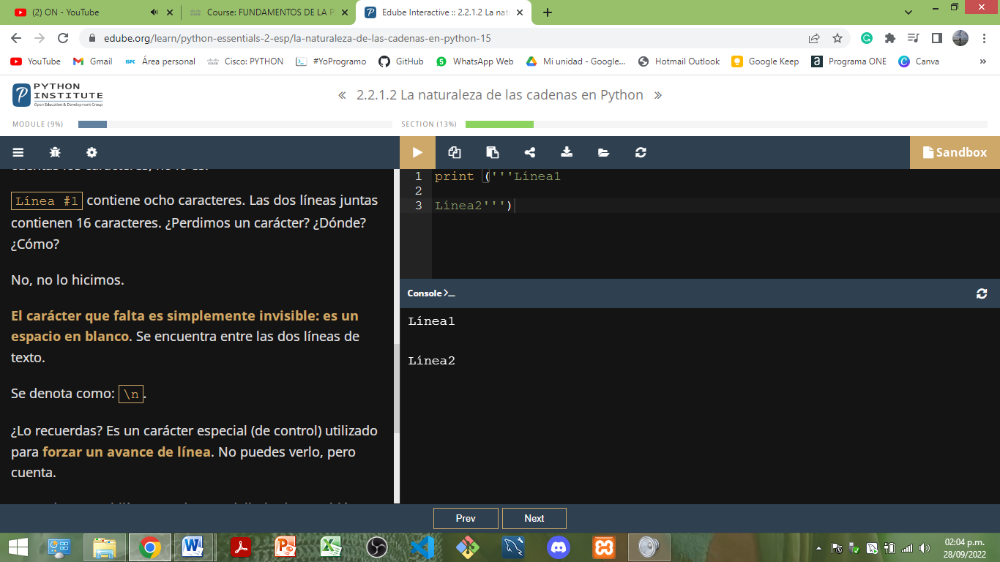 (2) ON - YouTube
Course: FUNDAMENTOS DE LA P
Edube Interactive :: 2.2.1.2 La natu
edube.org/learn/python-essentials-2-esp/la-naturaleza-de-las-cadenas-en-python-15
YouTube Gmail Área personal Cisco: PYTHON #YoProgramo GitHub WhatsApp Web Mi unidad - Google... Hotmail Outlook Google Keep Programa ONE Canva »
PYTHON
INSTITUTE
Open Education & Development Group
« 2.2.1.2 La naturaleza de las cadenas en Python »
MODULE (9%)
SECTION (13%)
Sandbox
Línea #1 contiene ocho caracteres. Las dos líneas juntas
contienen 16 caracteres. ¿Perdimos un carácter? ¿Dónde?
¿Cómo?
No, no lo hicimos.
El carácter que falta es simplemente invisible: es un
espacio en blanco. Se encuentra entre las dos líneas de
texto.
Se denota como: \n.
¿Lo recuerdas? Es un carácter especial (de control) utilizado
para forzar un avance de línea. No puedes verlo, pero
cuenta.
1 print ('''Línea1
2
3 Línea2''')
Console >_
Línea1
Línea2
Prev
Next
02:04 p.m.
28/09/2022